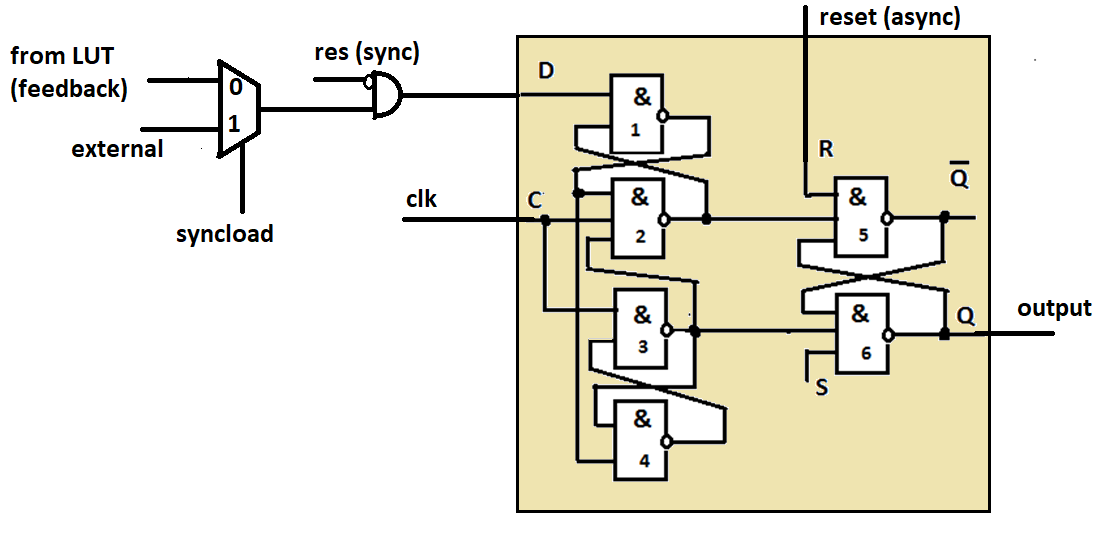 reset (async)
from LUT
(feedback)
res (sync)
0
1
external
syncload
clk
D
C
&
1
&
2
&
3
&
4
R
&
5
Q
&
6
Q
S
output